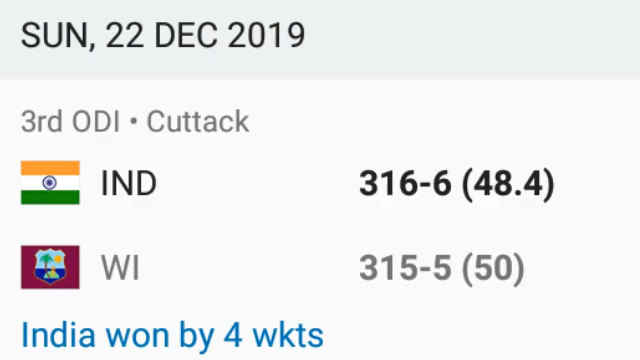 SUN, 22 DEC 2019
3rd ODI • Cuttack
IND 316-6 (48.4)
WI 315-5 (50)
India won by 4 wkts